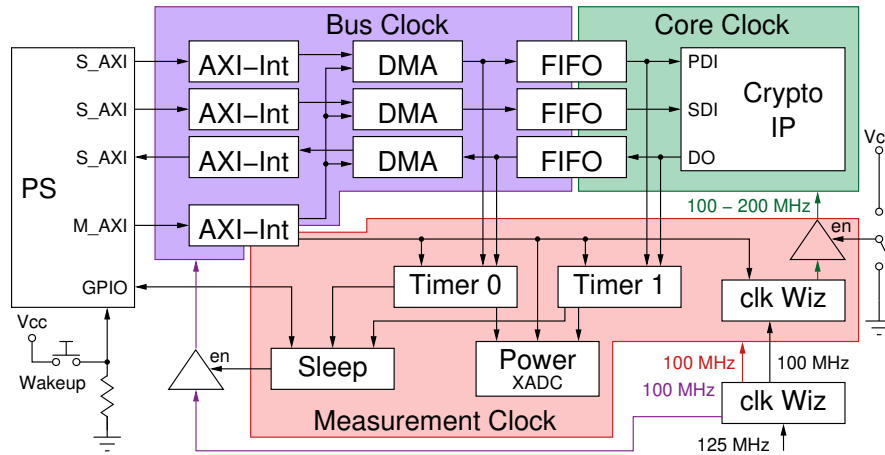 Bus Clock
Core Clock
S_AXI
AXI−Int
DMA
FIFO
PDI
S_AXI
AXI−Int
DMA
FIFO
SDI
Crypto
IP
S_AXI
AXI−Int
DMA
FIFO
DO
Vc
PS
M_AXI
AXI−Int
100 − 200 MHz
en
GPIO
Timer 0
Timer 1
clk Wiz
Vcc
en
Sleep
Power
XADC
100 MHz
100 MHz
Wakeup
100 MHz
clk Wiz
Measurement Clock
125 MHz